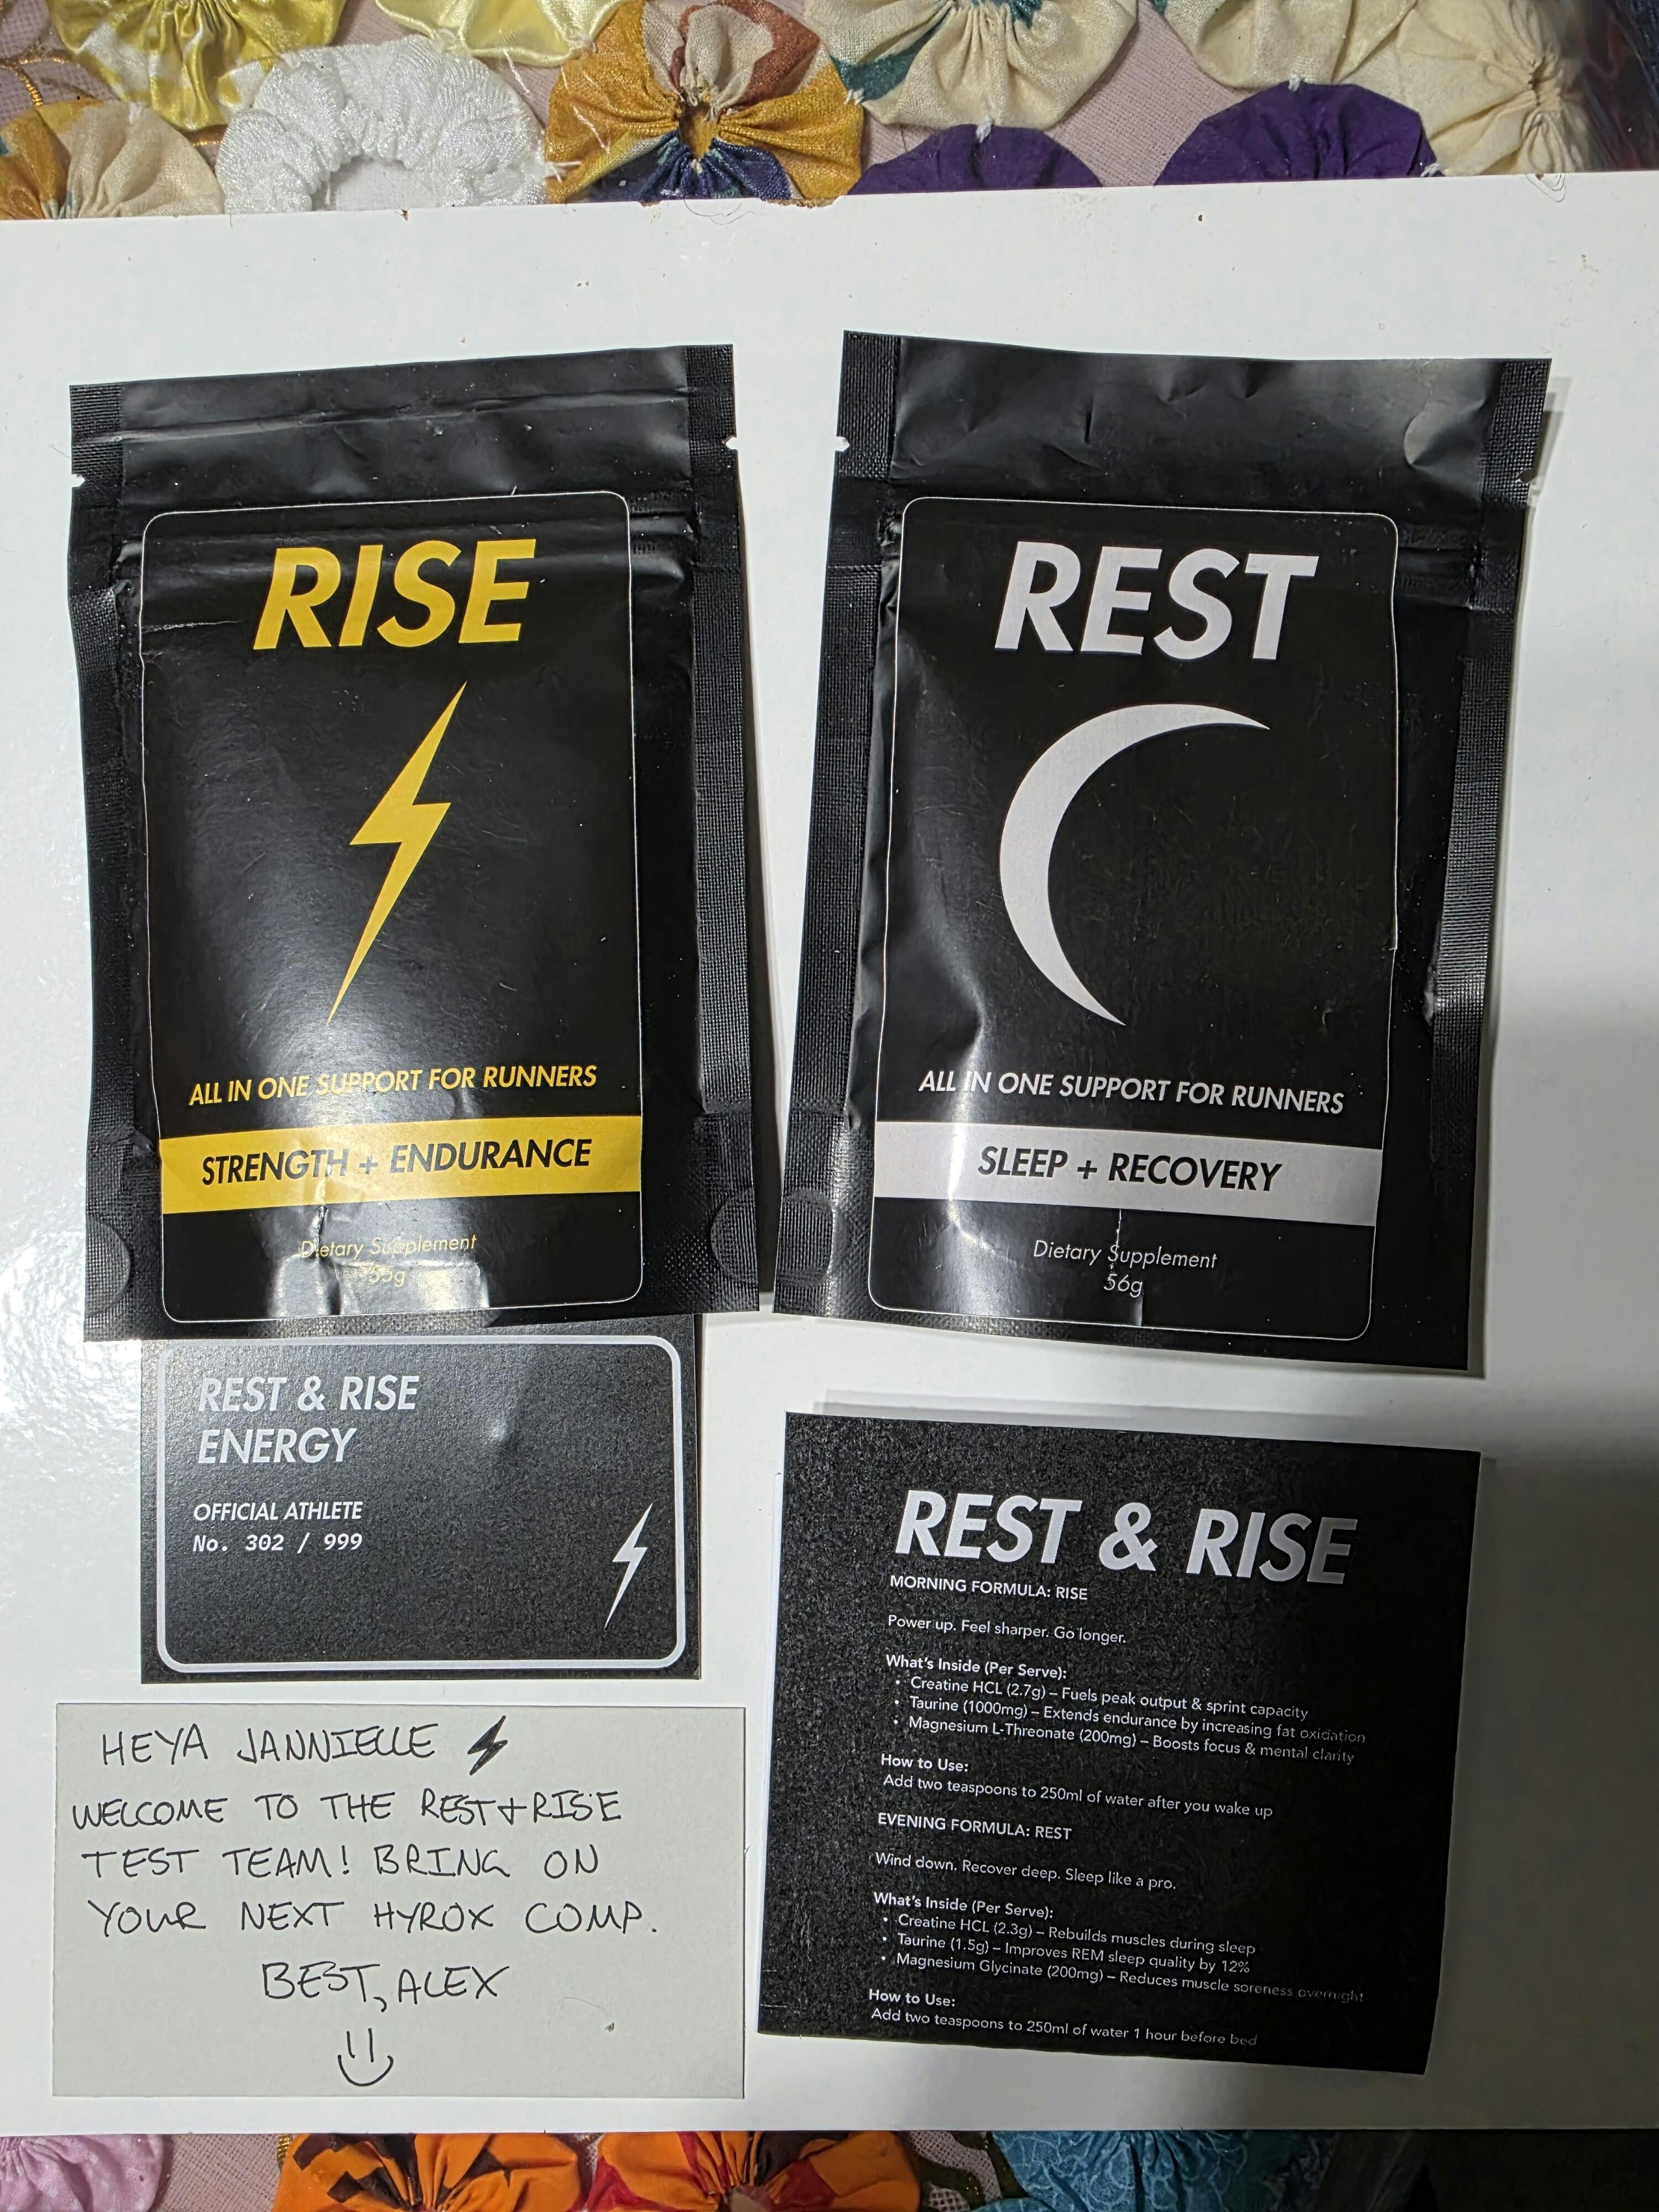 RISE
ALL IN ONE SUPPORT FOR RUNNERS
STRENGTH + ENDURANCE
Dietary Supplement
55g
REST
ALL IN ONE SUPPORT FOR RUNNERS
SLEEP + RECOVERY
Dietary Supplement
56g
REST & RISE
ENERGY
OFFICIAL ATHLETE
No. 302 / 999
HEYA JANNIELLE
WELCOME TO THE REST+RISE
TEST TEAM! BRING ON
YOUR NEXT HYROX COMP.
BEST, ALEX
REST & RISE
MORNING FORMULA: RISE
Power up. Feel sharper. Go longer.
What's Inside (Per Serve):
• Creatine HCL (2.7g) – Fuels peak output & sprint capacity
• Taurine (1000mg) – Extends endurance by increasing fat oxidation
• Magnesium L-Threonate (200mg) – Boosts focus & mental clarity
How to Use:
Add two teaspoons to 250ml of water after you wake up
EVENING FORMULA: REST
Wind down. Recover deep. Sleep like a pro.
What's Inside (Per Serve):
• Creatine HCL (2.3g) – Rebuilds muscles during sleep
• Taurine (1.5g) – Improves REM sleep quality by 12%
• Magnesium Glycinate (200mg) – Reduces muscle soreness overnight
How to Use:
Add two teaspoons to 250ml of water 1 hour before bed